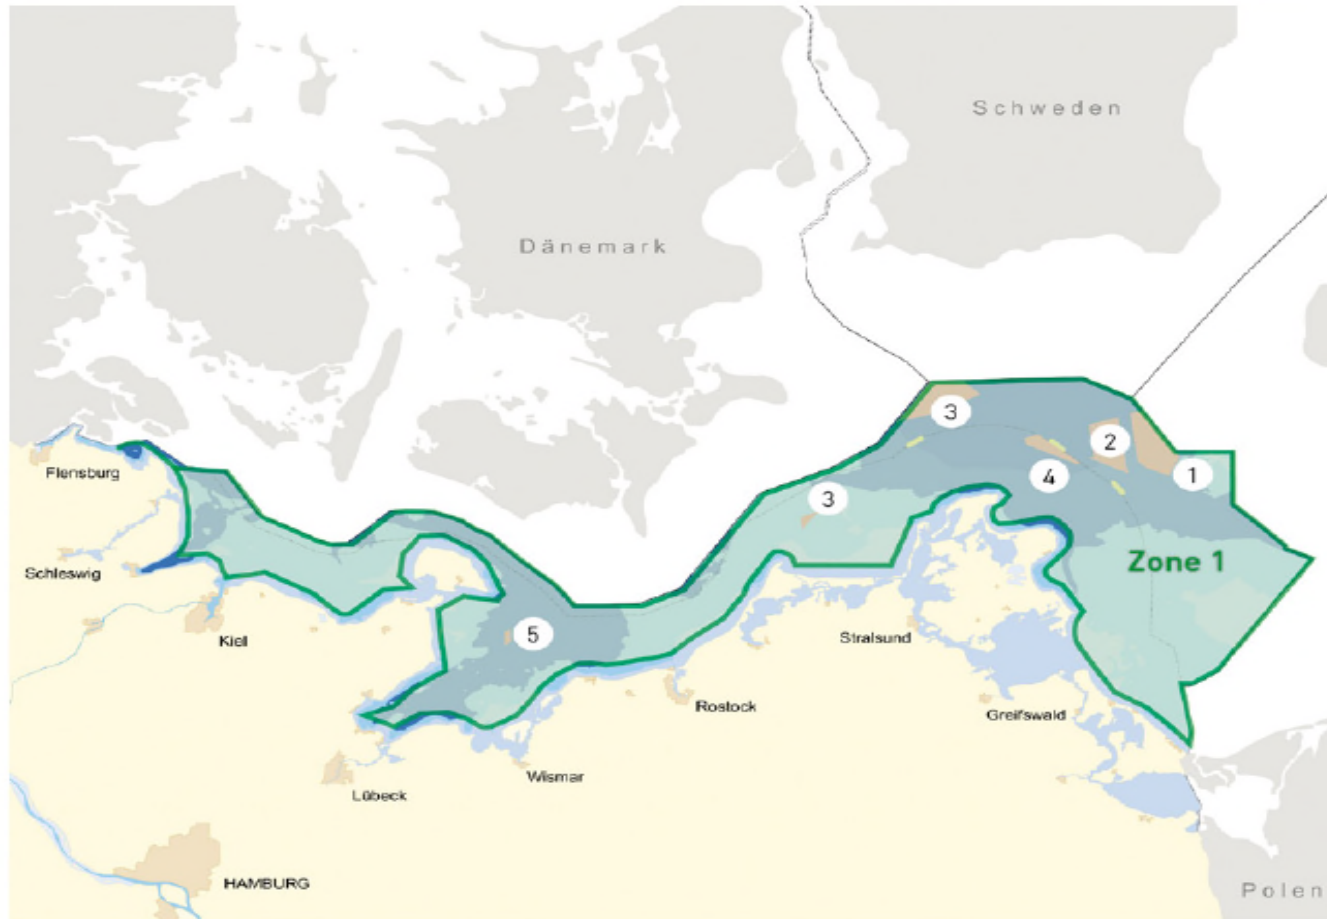 Schweden
Dänemark
3
2
1
4
3
Flensburg
Zone 1
Schleswig
5
Kiel
Stralsund
Rostock
Greifswald
Wismar
Lübeck
HAMBURG
Polen